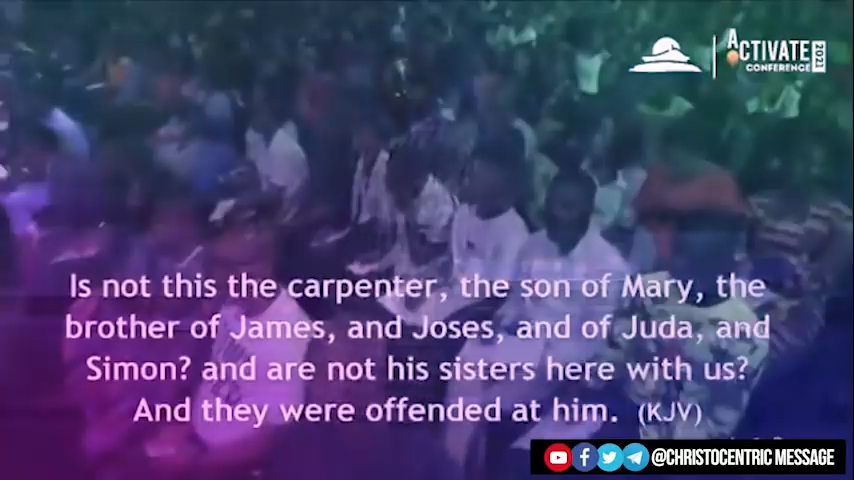 ACTIVATE 2021
CONFERENCE
Is not this the carpenter, the son of Mary, the
brother of James, and Joses, and of Juda, and
Simon? and are not his sisters here with us?
And they were offended at him. (KJV)
@CHRISTOCENTRIC MESSAGE